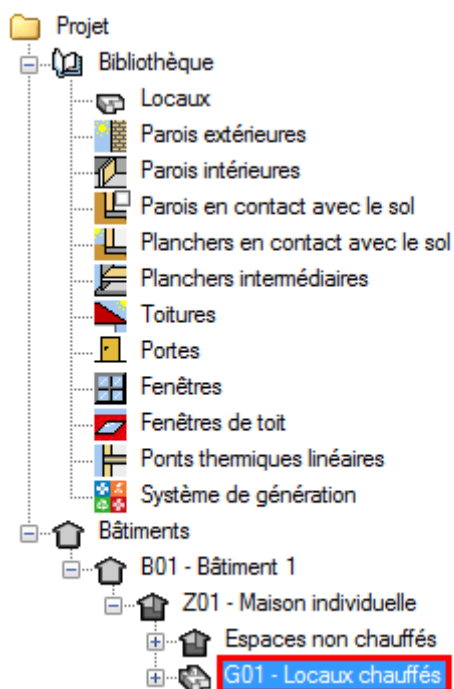 Projet
Bibliothèque
Locaux
Parois extérieures
Parois intérieures
Parois en contact avec le sol
Planchers en contact avec le sol
Planchers intermédiaires
Toitures
Portes
Fenêtres
Fenêtres de toit
Ponts thermiques linéaires
Système de génération
Bâtiments
B01 - Bâtiment 1
Z01 - Maison individuelle
Espaces non chauffés
G01 - Locaux chauffés